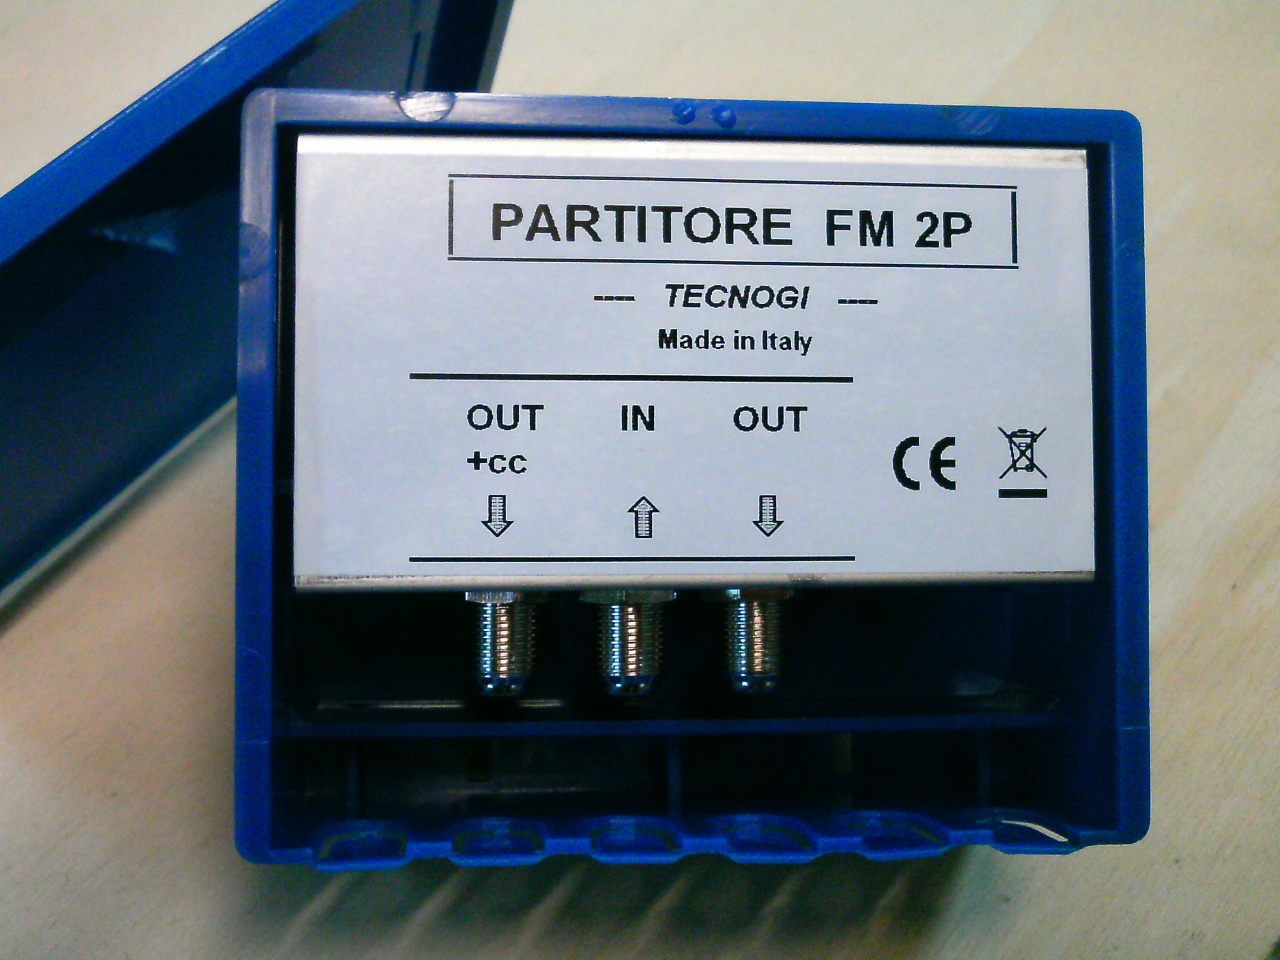 PARTITORE FM 2P
---- TECNOGI ----
Made in Italy
OUT IN OUT
+CC
CE